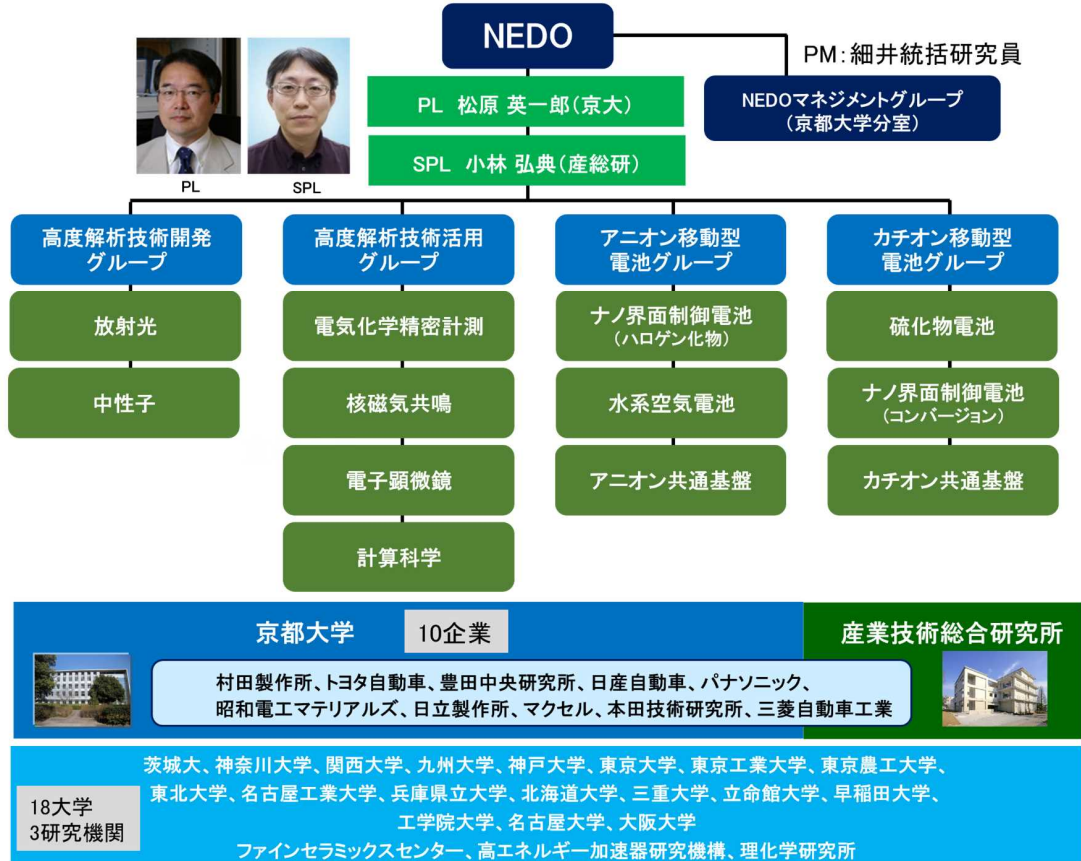 NEDO
PM：細井統括研究員
PL 松原 英一郎（京大）
NEDOマネジメントグループ
（京都大学分室）
SPL 小林 弘典（産総研）
PL
SPL
高度解析技術開発
グループ
高度解析技術活用
グループ
アニオン移動型
電池グループ
カチオン移動型
電池グループ
放射光
電気化学精密計測
ナノ界面制御電池
（ハロゲン化物）
硫化物電池
中性子
核磁気共鳴
水系空気電池
ナノ界面制御電池
（コンバージョン）
電子顕微鏡
アニオン共通基盤
カチオン共通基盤
計算科学
京都大学
10企業
産業技術総合研究所
村田製作所、トヨタ自動車、豊田中央研究所、日産自動車、パナソニック、
昭和電工マテリアルズ、日立製作所、マクセル、本田技術研究所、三菱自動車工業
茨城大、神奈川大学、関西大学、九州大学、神戸大学、東京大学、東京工業大学、東京農工大学、
東北大学、名古屋工業大学、兵庫県立大学、北海道大学、三重大学、立命館大学、早稲田大学、
工学院大学、名古屋大学、大阪大学
ファインセラミックスセンター、高エネルギー加速器研究機構、理化学研究所
18大学
3研究機関